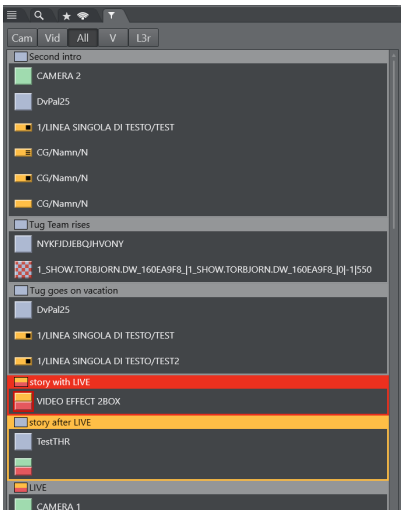 Cam Vid All V L3r
Second intro
CAMERA 2
DvPal25
1/LINEA SINGOLA DI TESTO/TEST
CG/Namn/N
CG/Namn/N
CG/Namn/N
Tug Team rises
NYKFJDJEBQJHVONY
1_SHOW.TORBJORN.DW_160EA9F8_|1_SHOW.TORBJORN.DW_160EA9F8_|0|-1|550
Tug goes on vacation
DvPal25
1/LINEA SINGOLA DI TESTO/TEST
1/LINEA SINGOLA DI TESTO/TEST2
story with LIVE
VIDEO EFFECT 2BOX
story after LIVE
TestTHR
LIVE
CAMERA 1